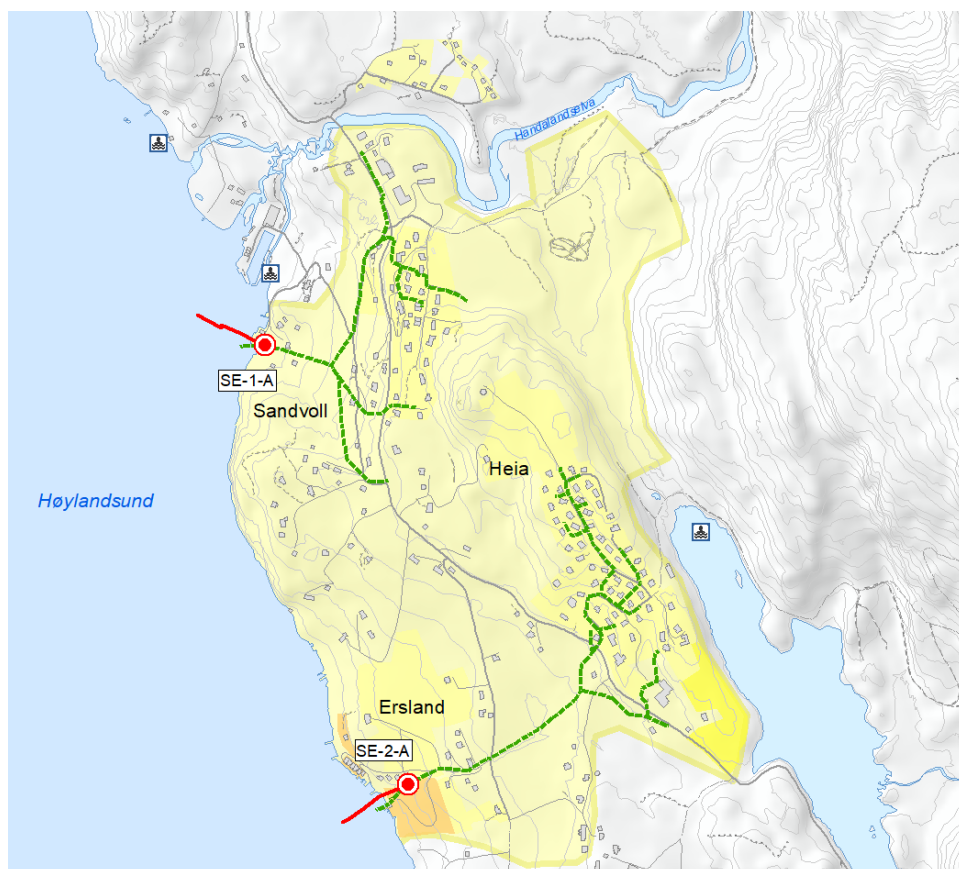 Handalandselva
SE-1-A
Sandvoll
Heia
Høylandsund
Ersland
SE-2-A